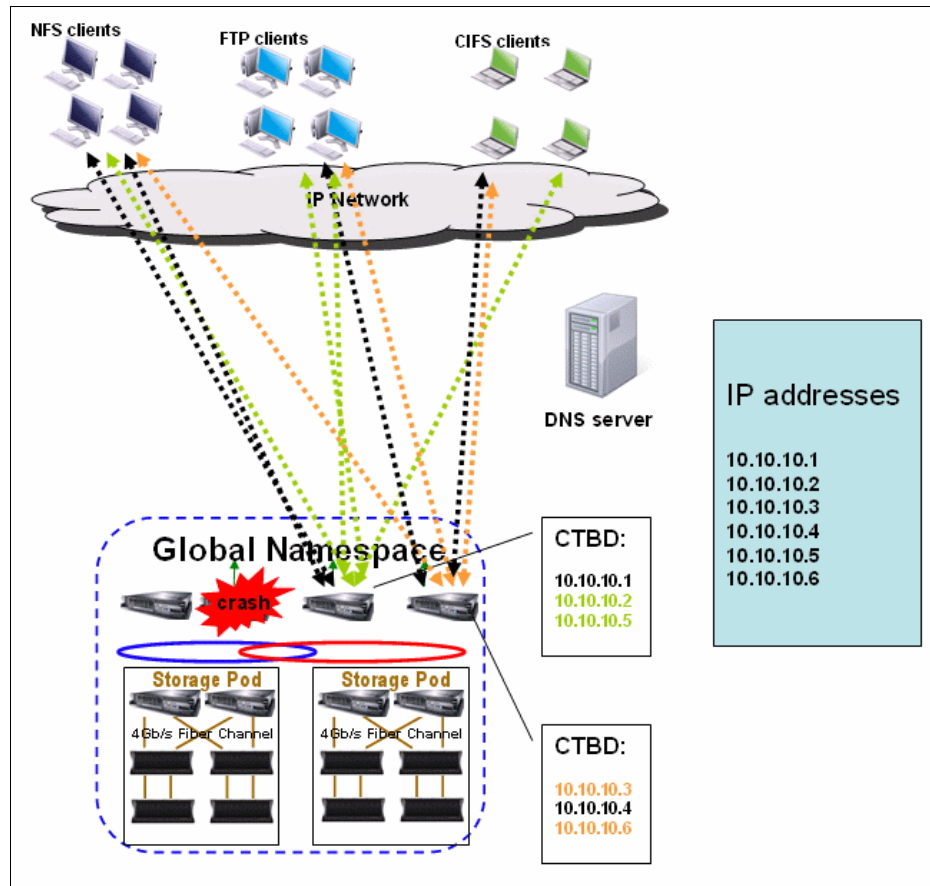 NFS clients
FTP clients
CIFS clients
IP Network
DNS server
IP addresses
10.10.10.1
10.10.10.2
10.10.10.3
10.10.10.4
10.10.10.5
10.10.10.6
Global Namespace
crash
CTBD:
10.10.10.1
10.10.10.2
10.10.10.5
Storage Pod
4Gb/s Fiber Channel
Storage Pod
4Gb/s Fiber Channel
CTBD:
10.10.10.3
10.10.10.4
10.10.10.6